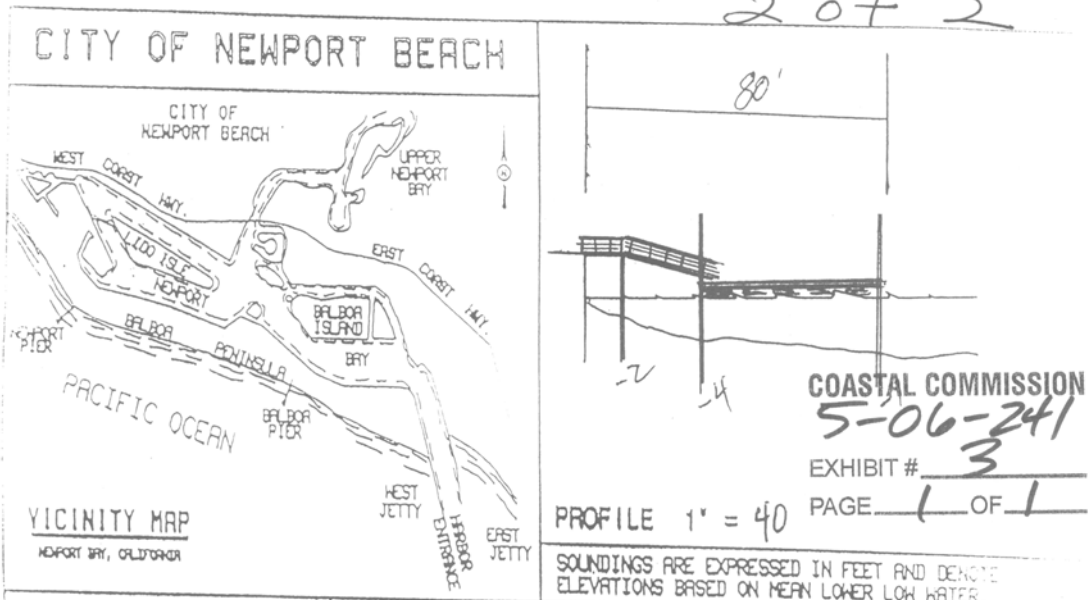 2 of 2
CITY OF NEWPORT BEACH
CITY OF
NEWPORT BEACH
WEST
COAST
HWY.
UPPER
NEWPORT
BAY
N
LIDO ISLE
NEWPORT
EAST
COAST
HWY.
BALBOA
ISLAND
BAY
NEWPORT
PIER
BALBOA
PENINSULA
BALBOA
PIER
PACIFIC OCEAN
WEST
JETTY
HARBOR
ENTRANCE
EAST
JETTY
VICINITY MAP
NEWPORT BAY, CALIFORNIA
80'
-2
-4
COASTAL COMMISSION
5-06-241
EXHIBIT # 3
PAGE 1 OF 1
PROFILE 1" = 40
SOUNDINGS ARE EXPRESSED IN FEET AND DENOTE
ELEVATIONS BASED ON MEAN LOWER LOW WATER